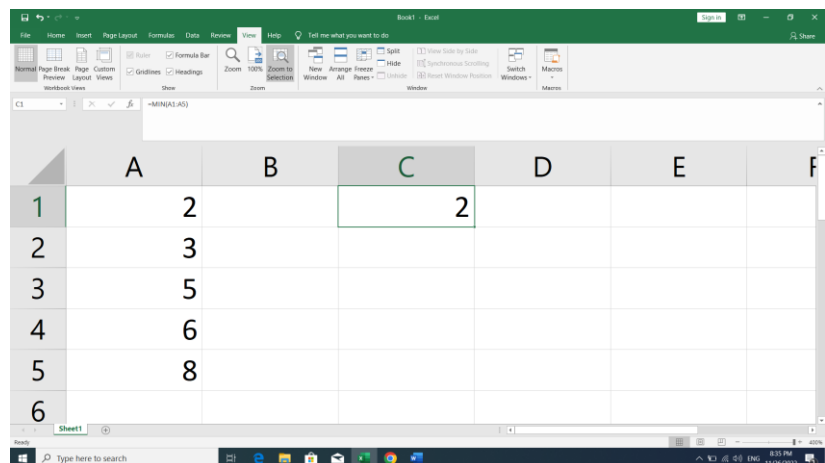 Book1 - Excel
Sign in
File Home Insert Page Layout Formulas Data Review View Help Tell me what you want to do Share
Normal Page Break Preview Page Layout Custom Views
Workbook Views
Ruler Formula Bar
Gridlines Headings
Show
Zoom 100% Zoom to Selection
Zoom
New Window Arrange All Freeze Panes
Split View Side by Side
Hide Synchronous Scrolling
Unhide Reset Window Position
Switch Windows
Window
Macros
Macros
C1 fx =MIN(A1:A5)
A B C D E F
1 2 2
2 3
3 5
4 6
5 8
6
Sheet1
Ready 400%
Type here to search W ENG 8:35 PM